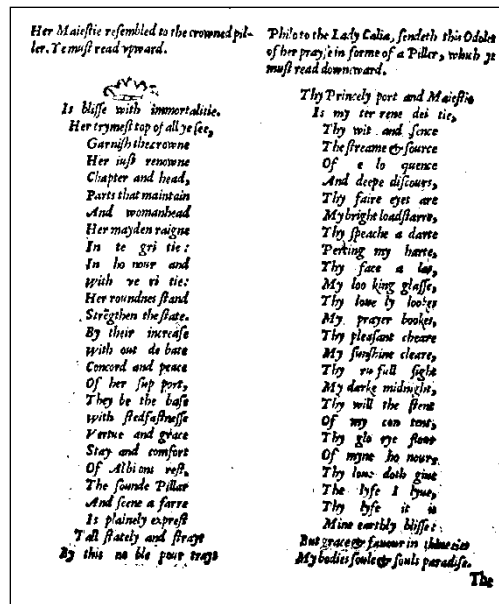 Her Maiestie resembled to the crowned pil-
ler. Ye must read vpward.
Is blisse with immortalitie.
Her trymest top of all ye see,
Garnish the crowne
Her iust renowne
Chapter and head,
Parts that maintain
And womanhead
Her mayden raigne
In te gri tie:
In ho nour and
With ve ri tie:
Her roundnes stand
Strēgthen the state.
By their increase
With out de bate
Concord and peace
Of her sup port,
They be the base
With stedfastnesse
Vertue and grace
Stay and comfort
Of Albi ons rest,
The sounde Pillar
And seene a farre
Is plainely exprest
Tall stately and strayt
By this no ble pour trayt
Philo to the Lady Calia, sendeth this Odolet
of her prayse in forme of a Piller, which ye
must read downeward.
Thy Princely port and Maiestie
Is my ter rene dei tie,
Thy wit and sence
The streame & source
Of e lo quence
And deepe discours,
Thy faire eyes are
My bright loadstarre,
Thy speache a darte
Percing my harte,
Thy face a las,
My loo king glasse,
Thy loue ly lookes
My prayer bookes,
Thy pleasant cheare
My sunshine cleare,
Thy ru full sight
My darke midnight,
Thy will the stent
Of my con tent,
Thy glo rye flour
Of myne ho nour,
Thy loue doth giue
The lyfe I lyue,
Thy lyfe it is
Mine earthly blisse:
But grace & fauour in thine eies
My bodies soule & souls paradise.
The